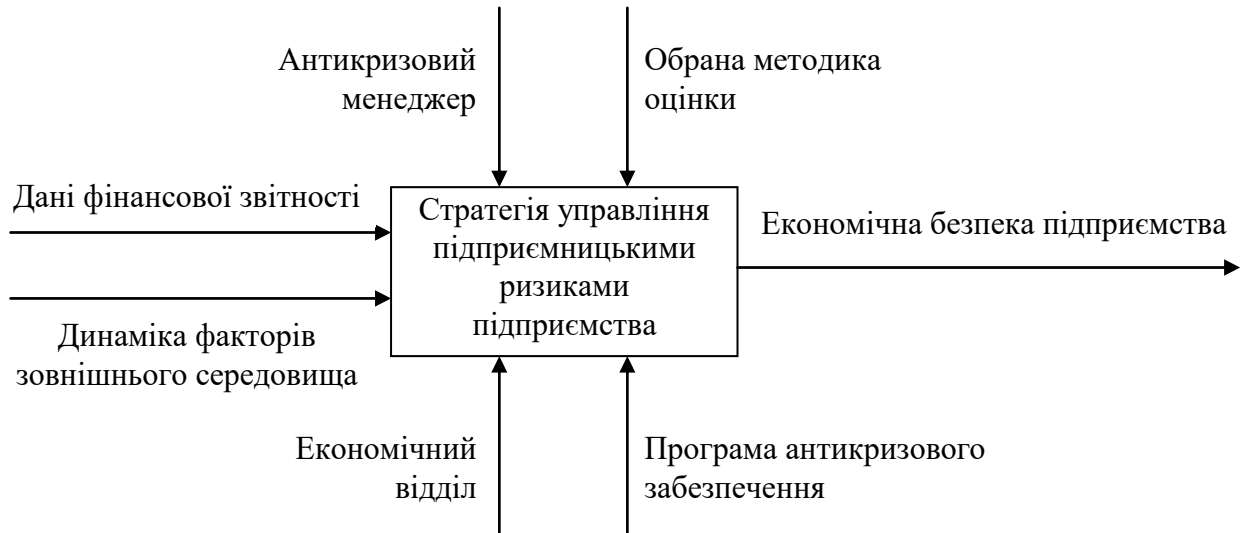 Антикризовий
менеджер
Обрана методика
оцінки
Дані фінансової звітності
Стратегія управління
підприємницькими
ризиками
підприємства
Економічна безпека підприємства
Динаміка факторів
зовнішнього середовища
Економічний
відділ
Програма антикризового
забезпечення